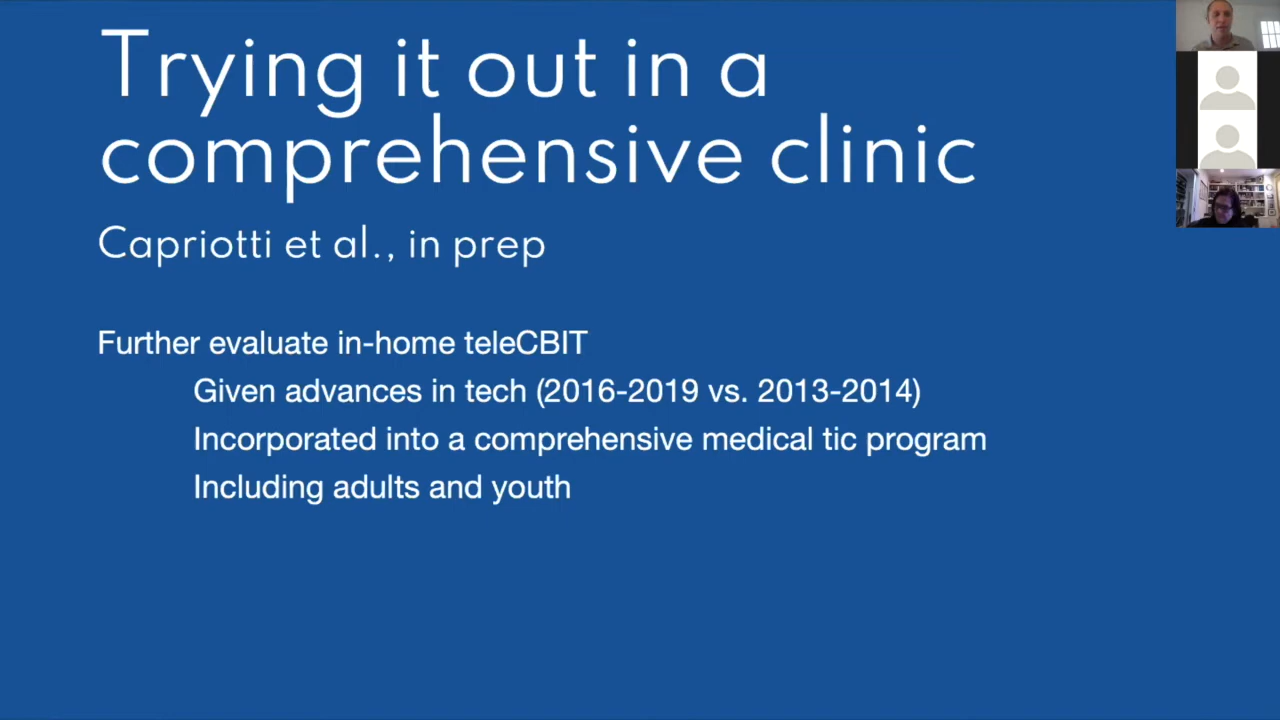 Trying it out in a
comprehensive clinic
Capriotti et al., in prep
Further evaluate in-home teleCBIT
Given advances in tech (2016-2019 vs. 2013-2014)
Incorporated into a comprehensive medical tic program
Including adults and youth